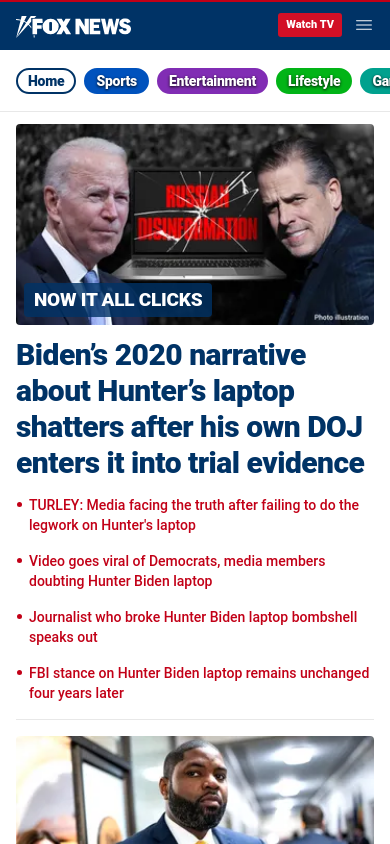 FOX NEWS
Watch TV
Home
Sports
Entertainment
Lifestyle
Ga
RUSSIAN
DISINFORMATION
NOW IT ALL CLICKS
Photo illustration
Biden’s 2020 narrative
about Hunter’s laptop
shatters after his own DOJ
enters it into trial evidence
• TURLEY: Media facing the truth after failing to do the
legwork on Hunter's laptop
• Video goes viral of Democrats, media members
doubting Hunter Biden laptop
• Journalist who broke Hunter Biden laptop bombshell
speaks out
• FBI stance on Hunter Biden laptop remains unchanged
four years later